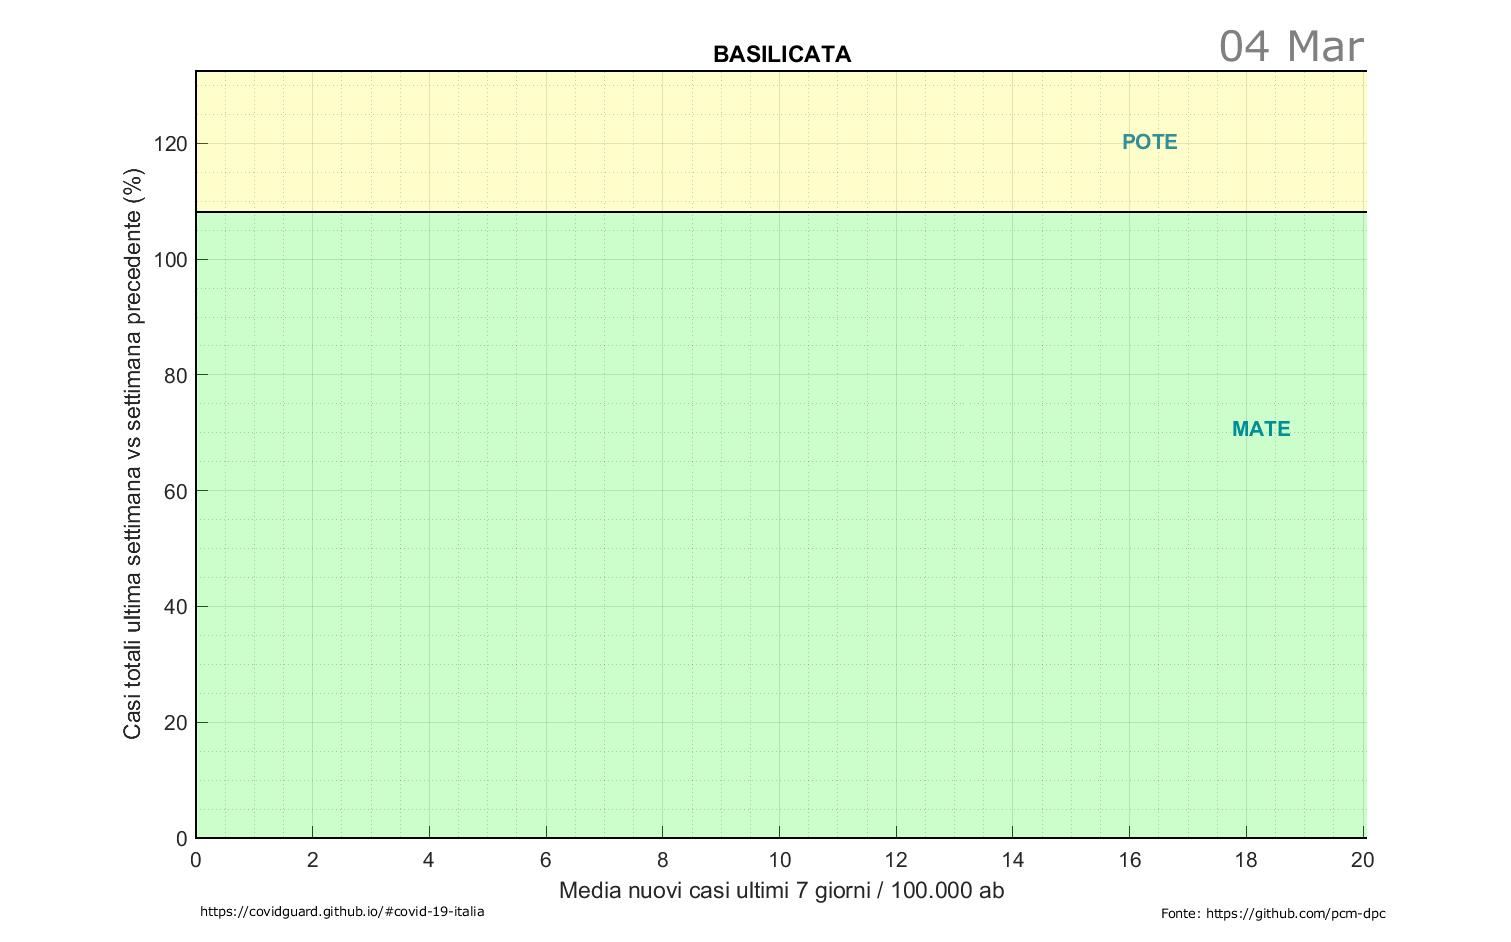 BASILICATA
04 Mar
Casi totali ultima settimana vs settimana precedente (%)
120
100
80
60
40
20
0
POTE
MATE
0 2 4 6 8 10 12 14 16 18 20
Media nuovi casi ultimi 7 giorni / 100.000 ab
https://covidguard.github.io/#covid-19-italia
Fonte: https://github.com/pcm-dpc